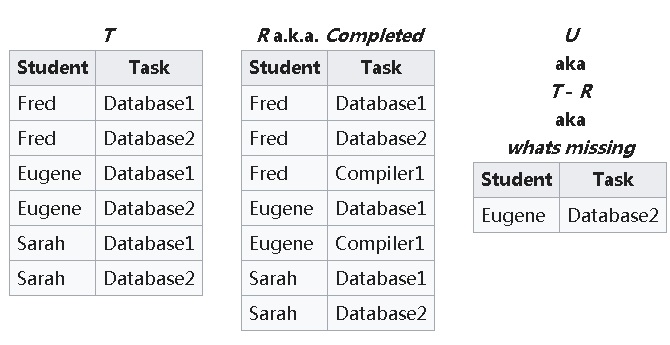 T
Student Task
Fred Database1
Fred Database2
Eugene Database1
Eugene Database2
Sarah Database1
Sarah Database2
R a.k.a. Completed
Student Task
Fred Database1
Fred Database2
Fred Compiler1
Eugene Database1
Eugene Compiler1
Sarah Database1
Sarah Database2
U
aka
T - R
aka
whats missing
Student Task
Eugene Database2